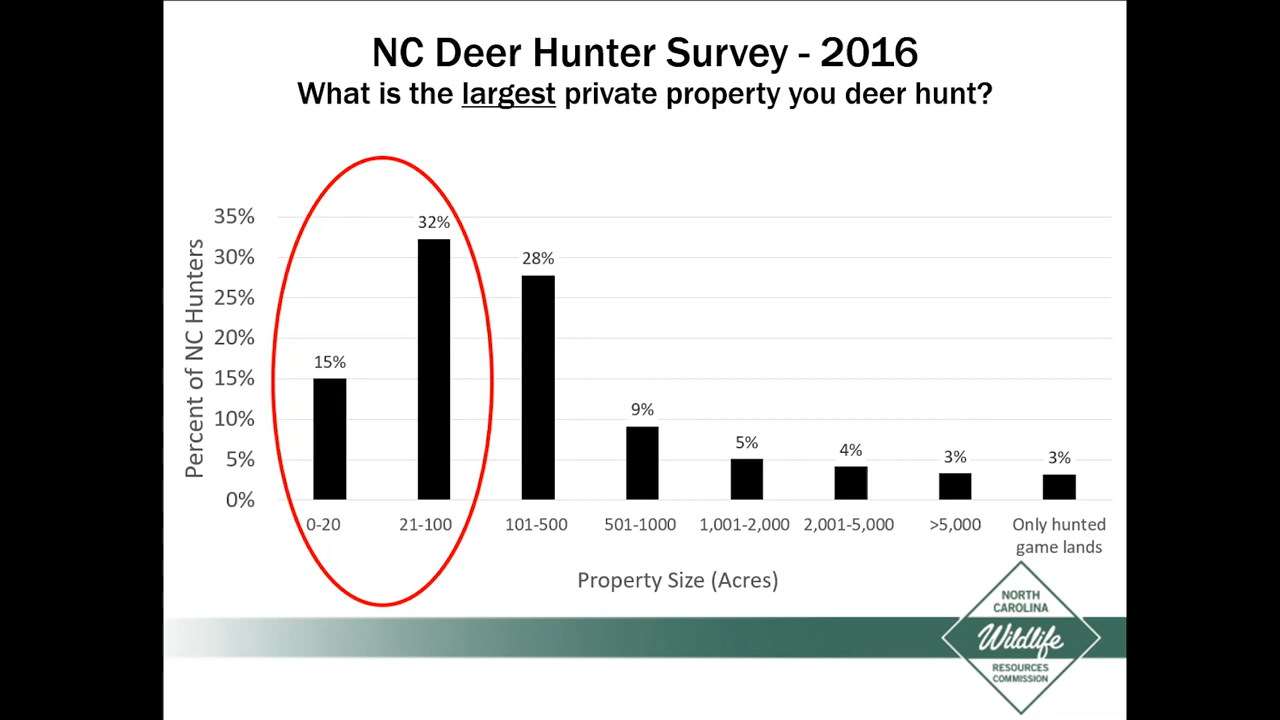 NC Deer Hunter Survey - 2016
What is the largest private property you deer hunt?
Percent of NC Hunters
35%
30%
25%
20%
15%
10%
5%
0%
15%
32%
28%
9%
5%
4%
3%
3%
0-20
21-100
101-500
501-1000
1,001-2,000
2,001-5,000
>5,000
Only hunted
game lands
Property Size (Acres)
NORTH
CAROLINA
Wildlife
RESOURCES
COMMISSION